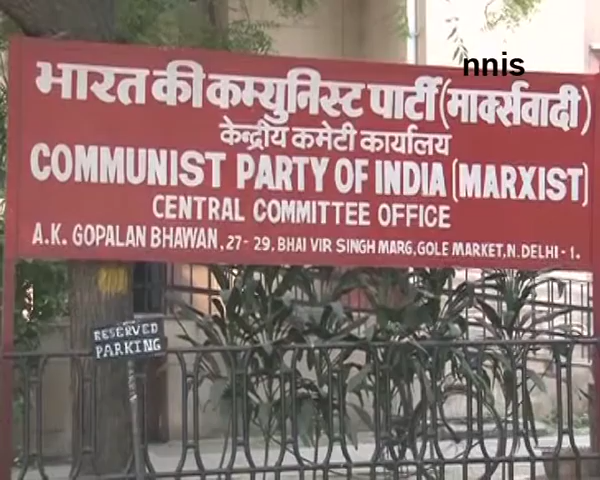 nnis
भारत की कम्युनिस्ट पार्टी (मार्क्सवादी)
केन्द्रीय कमेटी कार्यालय
COMMUNIST PARTY OF INDIA (MARXIST)
CENTRAL COMMITTEE OFFICE
A.K. GOPALAN BHAWAN, 27-29, BHAI VIR SINGH MARG, GOLE MARKET, N. DELHI-1.
RESERVED
PARKING